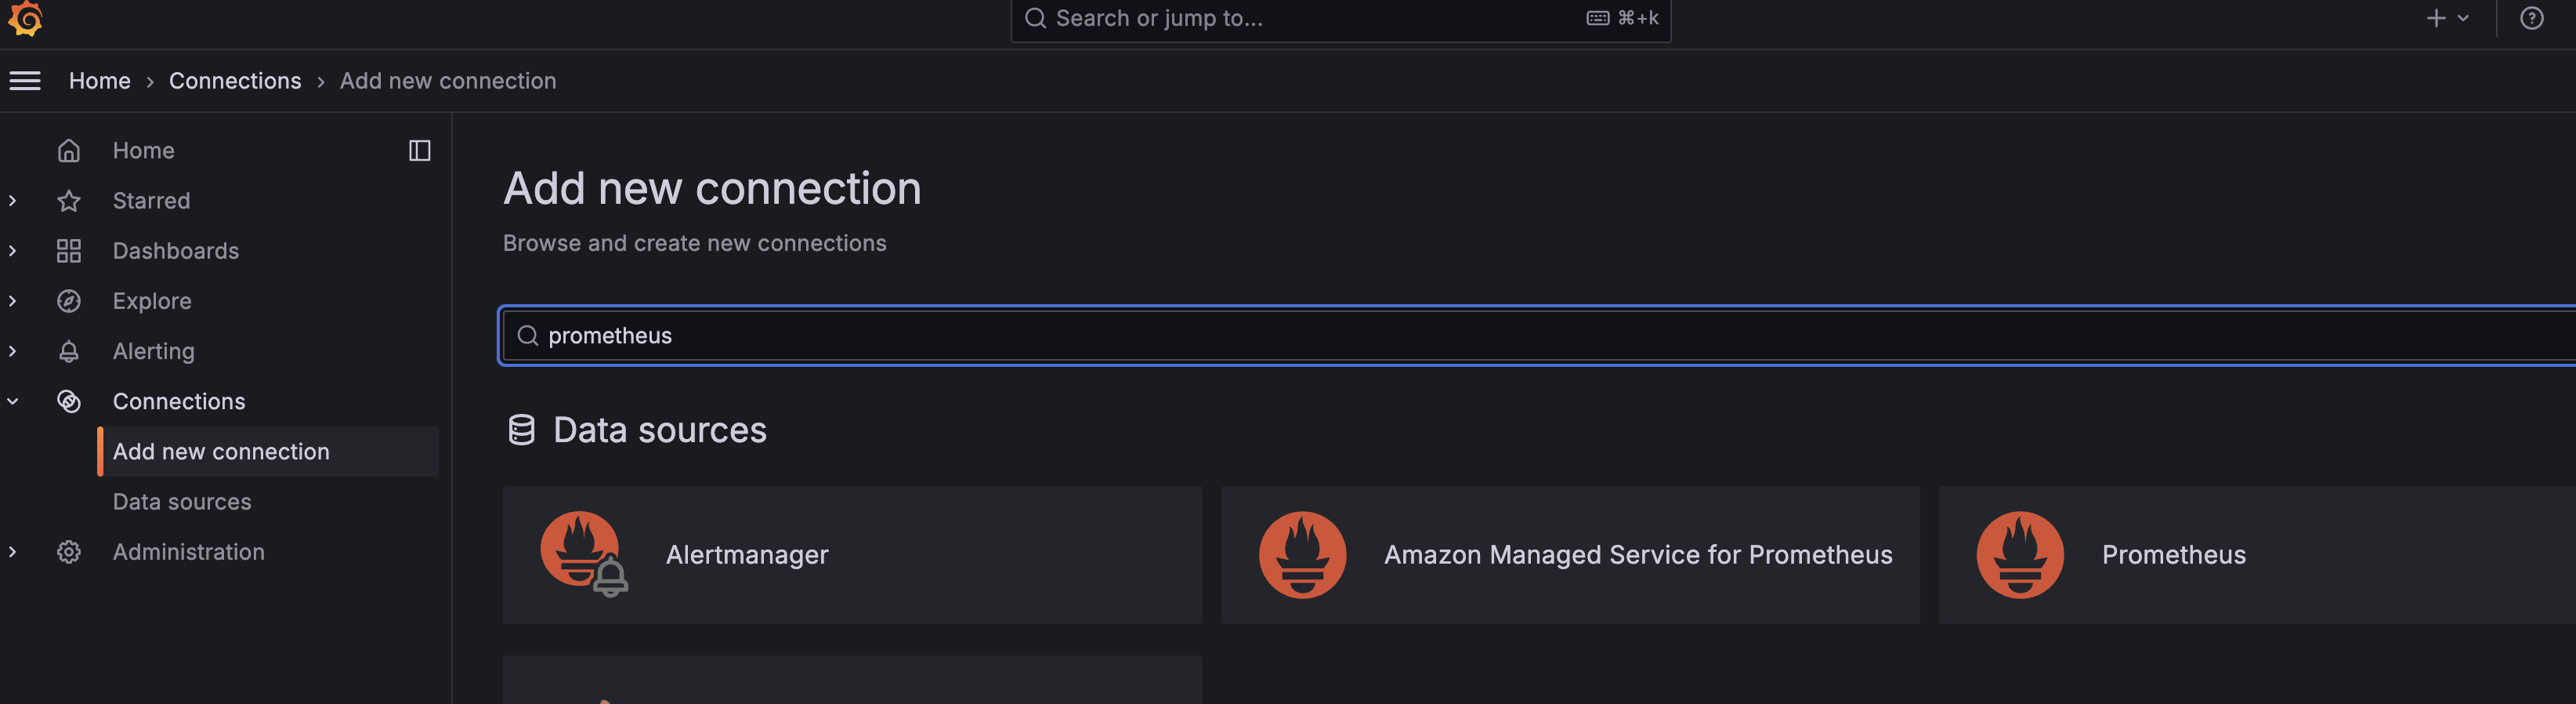 Search or jump to...
⌘+k
Home › Connections › Add new connection
Home
Starred
Dashboards
Explore
Alerting
Connections
Add new connection
Data sources
Administration
Add new connection
Browse and create new connections
prometheus
Data sources
Alertmanager
Amazon Managed Service for Prometheus
Prometheus